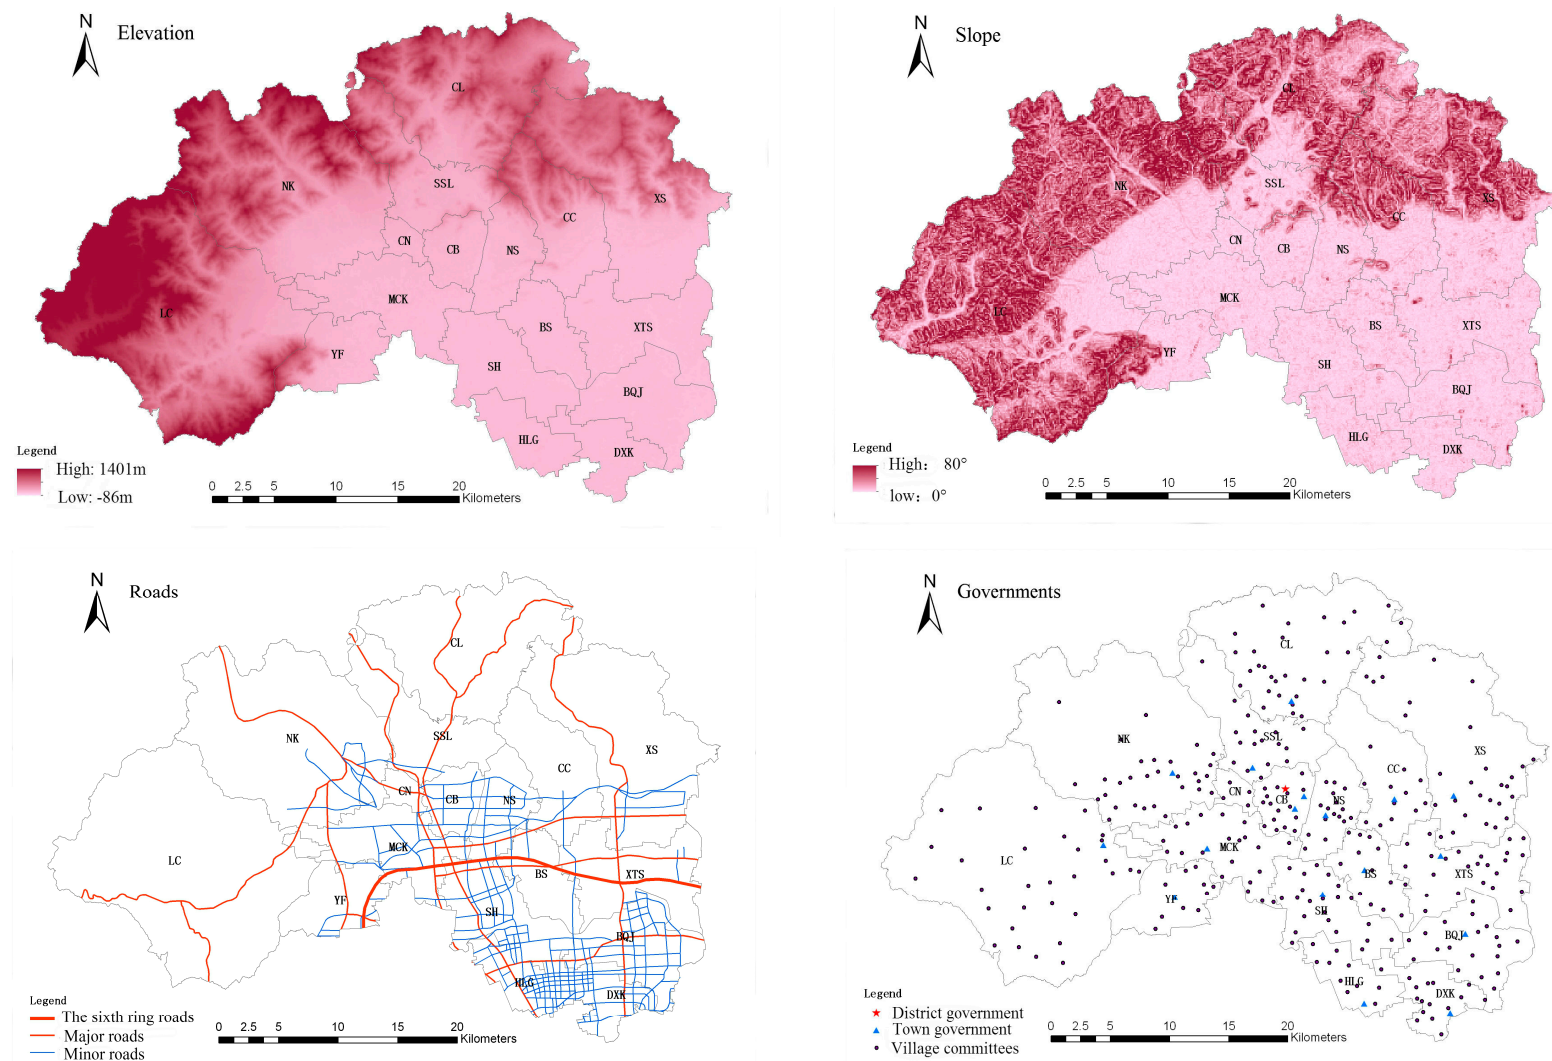 N
Elevation
CL
NK
SSL
XS
CC
CN
CB
NS
MCK
LC
BS
XTS
YF
SH
BQJ
HLG
DXK
Legend
High: 1401m
Low: -86m
0 2.5 5 10 15 20
Kilometers
N
Slope
CL
NK
SSL
XS
CC
CN
CB
NS
MCK
LC
BS
XTS
YF
SH
BQJ
HLG
DXK
Legend
High: 80°
low: 0°
0 2.5 5 10 15 20
Kilometers
N
Roads
CL
NK
SSL
XS
CC
CN
CB
NS
MCK
LC
BS
XTS
YF
SH
BQJ
HLG
DXK
Legend
The sixth ring roads
Major roads
Minor roads
0 2.5 5 10 15 20
Kilometers
N
Governments
CL
NK
SSL
XS
CC
CN
CB
NS
MCK
LC
BS
XTS
YF
SH
BQJ
HLG
DXK
Legend
District government
Town government
Village committees
0 2.5 5 10 15 20
Kilometers